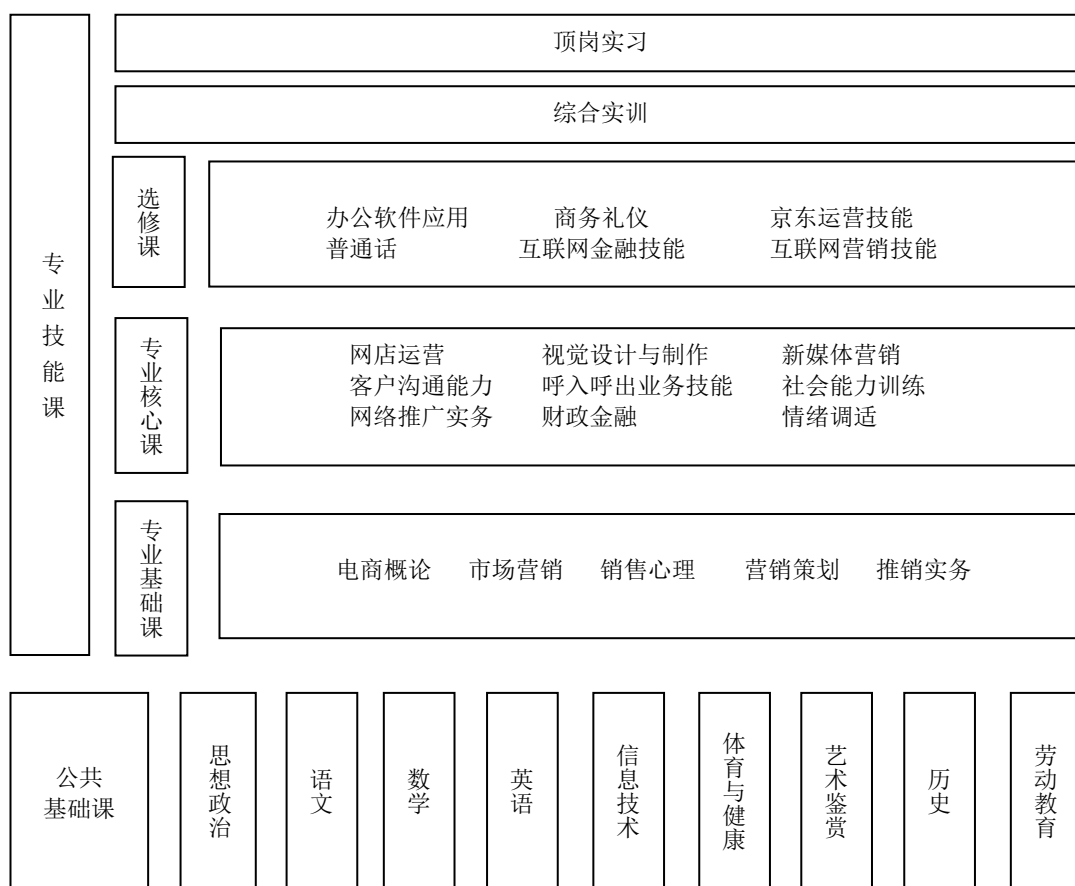 顶岗实习
综合实训
专业技能课
选修课
办公软件应用 商务礼仪 京东运营技能
普通话 互联网金融技能 互联网营销技能
专业核心课
网店运营 视觉设计与制作 新媒体营销
客户沟通能力 呼入呼出业务技能 社会能力训练
网络推广实务 财政金融 情绪调适
专业基础课
电商概论 市场营销 销售心理 营销策划 推销实务
公共
基础课
思想政治
语文
数学
英语
信息技术
体育与健康
艺术鉴赏
历史
劳动教育